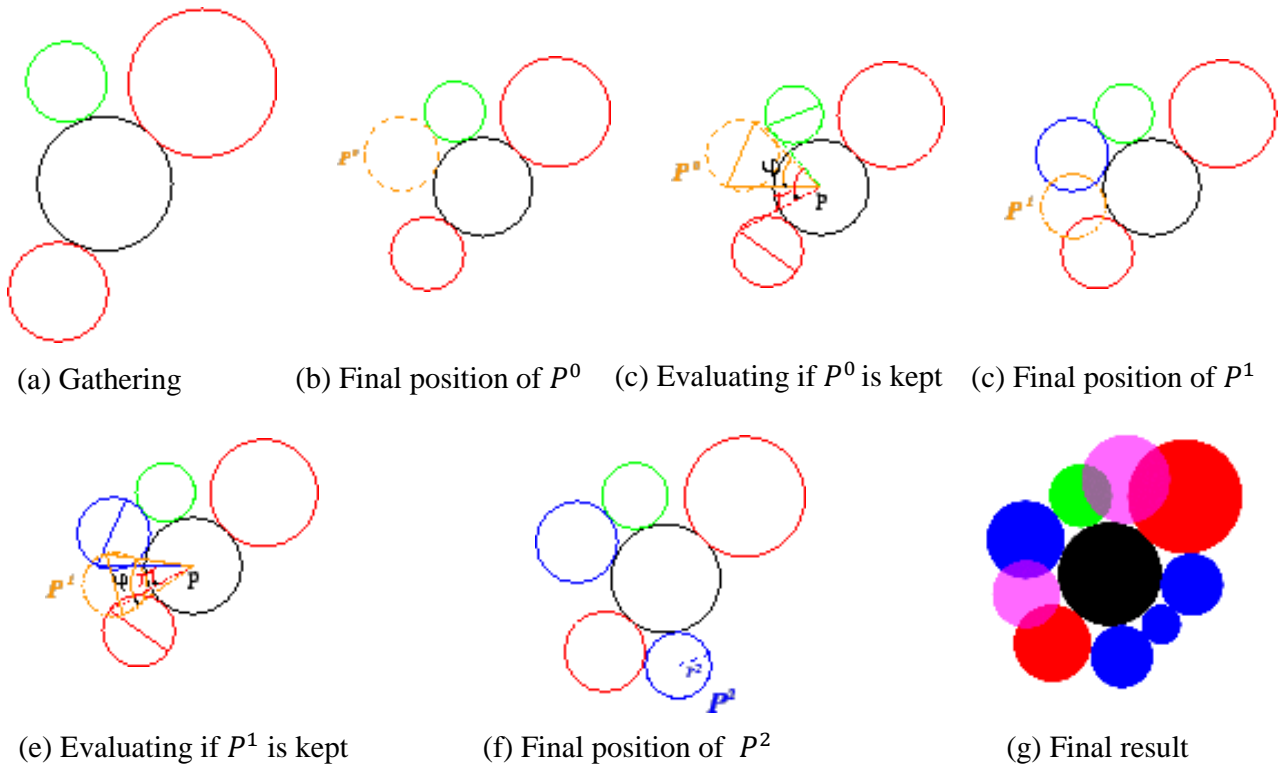 P⁰
P⁰ φ P
P¹
(a) Gathering
(b) Final position of P⁰
(c) Evaluating if P⁰ is kept
(c) Final position of P¹
P¹ φ P
P²
r²
(e) Evaluating if P¹ is kept
(f) Final position of P²
(g) Final result